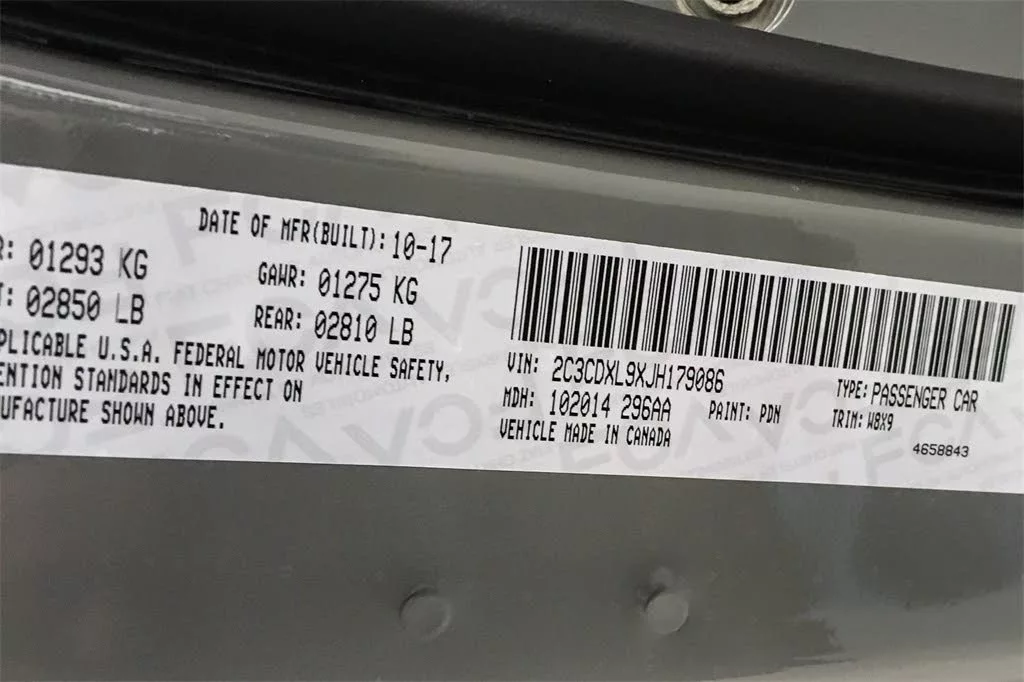 DATE OF MFR(BUILT): 10-17
R: 01293 KG
GAWR: 01275 KG
T: 02850 LB
REAR: 02810 LB
PLICABLE U.S.A. FEDERAL MOTOR VEHICLE SAFETY,
ENTION STANDARDS IN EFFECT ON
UFACTURE SHOWN ABOVE.
VIN: 2C3CDXL9XJH179086
TYPE: PASSENGER CAR
MDH: 102014 296AA
PAINT: PDN
TRIM: W8X9
VEHICLE MADE IN CANADA
4658843